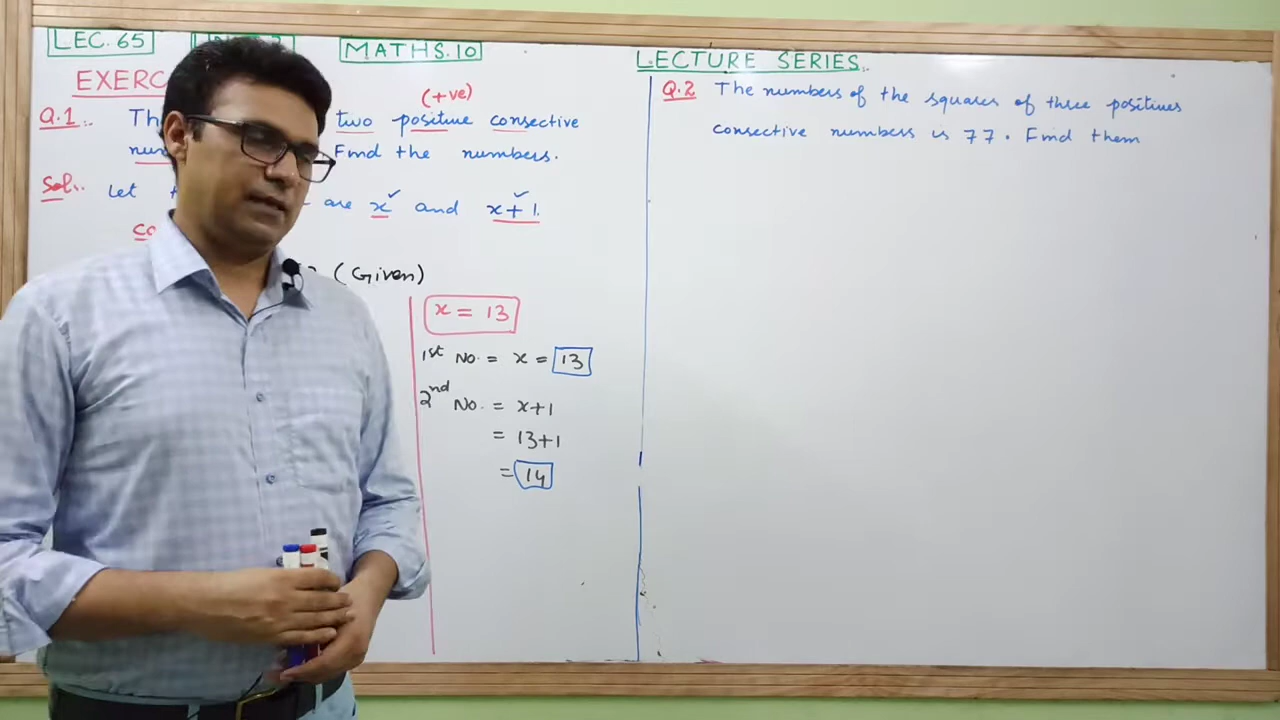 LEC. 65
MATHS.10
LECTURE SERIES.
EXERC
(+ve)
Q.1 Th two positive consective
num Find the numbers.
Sol. Let are x ✓ and x+1. ✓
co
(Given)
x = 13
1st No. = x = 13
2nd No. = x+1
= 13+1
= 14
Q.2 The numbers of the squares of three positives
consective numbers is 77. Find them